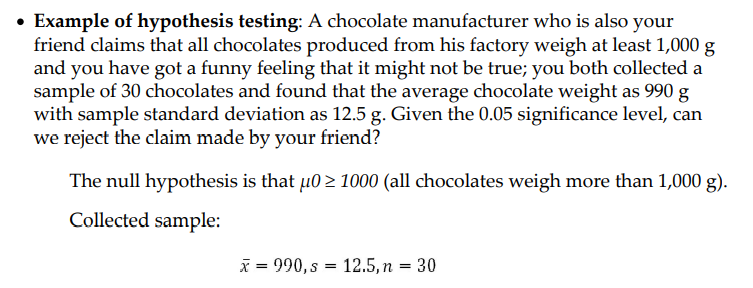 • Example of hypothesis testing: A chocolate manufacturer who is also your
friend claims that all chocolates produced from his factory weigh at least 1,000 g
and you have got a funny feeling that it might not be true; you both collected a
sample of 30 chocolates and found that the average chocolate weight as 990 g
with sample standard deviation as 12.5 g. Given the 0.05 significance level, can
we reject the claim made by your friend?
The null hypothesis is that μ0 ≥ 1000 (all chocolates weigh more than 1,000 g).
Collected sample:
x̄ = 990, s = 12.5, n = 30